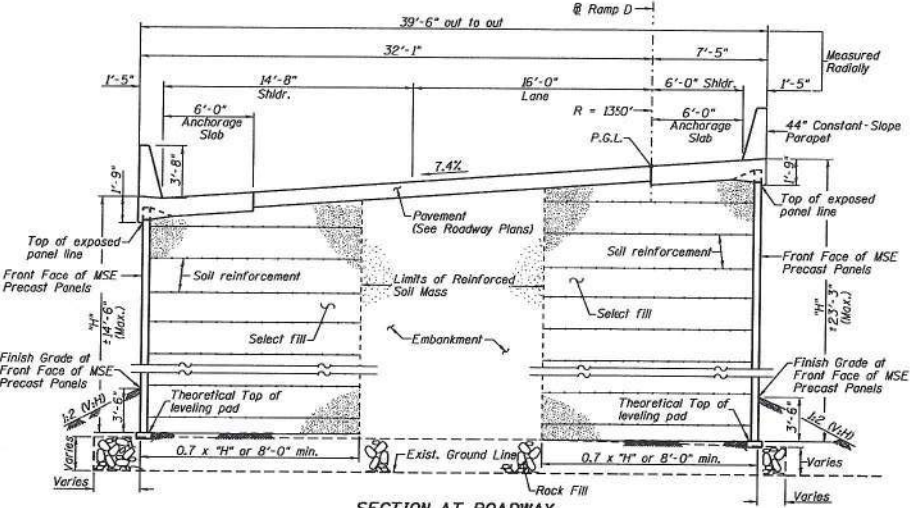 ℄ Ramp D
39'-6" out to out
32'-1"
7'-5"
Measured
Radially
1'-5"
14'-8"
Shldr.
16'-0"
Lane
6'-0" Shldr.
1'-5"
6'-0"
Anchorage
Slab
R = 1350'
6'-0"
Anchorage
Slab
44" Constant-Slope
Parapet
P.G.L.
3'-8"
7.4%
1'-9"
1'-9"
Pavement
(See Roadway Plans)
Top of exposed
panel line
Top of exposed
panel line
Front Face of MSE
Precast Panels
Soil reinforcement
Limits of Reinforced
Soil Mass
Soil reinforcement
Front Face of MSE
Precast Panels
"H"
±14'-6"
(Max.)
"H"
±23'-3"
(Max.)
Select fill
Embankment
Select fill
Finish Grade at
Front Face of MSE
Precast Panels
Finish Grade at
Front Face of MSE
Precast Panels
1:2 (V:H)
3'-6"
Theoretical Top of
leveling pad
Theoretical Top of
leveling pad
3'-6"
1:2 (V:H)
Varies
0.7 x "H" or 8'-0" min.
Exist. Ground Line
0.7 x "H" or 8'-0" min.
Varies
Varies
Rock Fill
Varies
SECTION AT ROADWAY